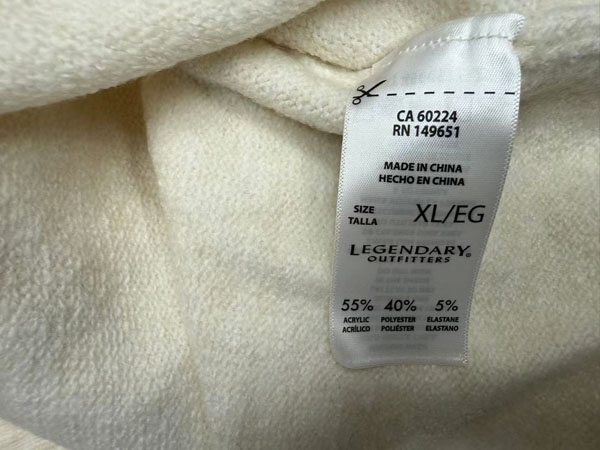 CA 60224
RN 149651
MADE IN CHINA
HECHO EN CHINA
SIZE
TALLA
XL/EG
LEGENDARY®
OUTFITTERS
55% 40% 5%
ACRYLIC POLYESTER ELASTANE
ACRÍLICO POLIÉSTER ELASTANO